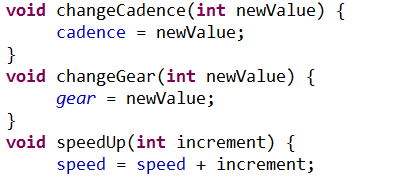 void changeCadence(int newValue) {
     cadence = newValue;
}
void changeGear(int newValue) {
     gear = newValue;
}
void speedUp(int increment) {
     speed = speed + increment;